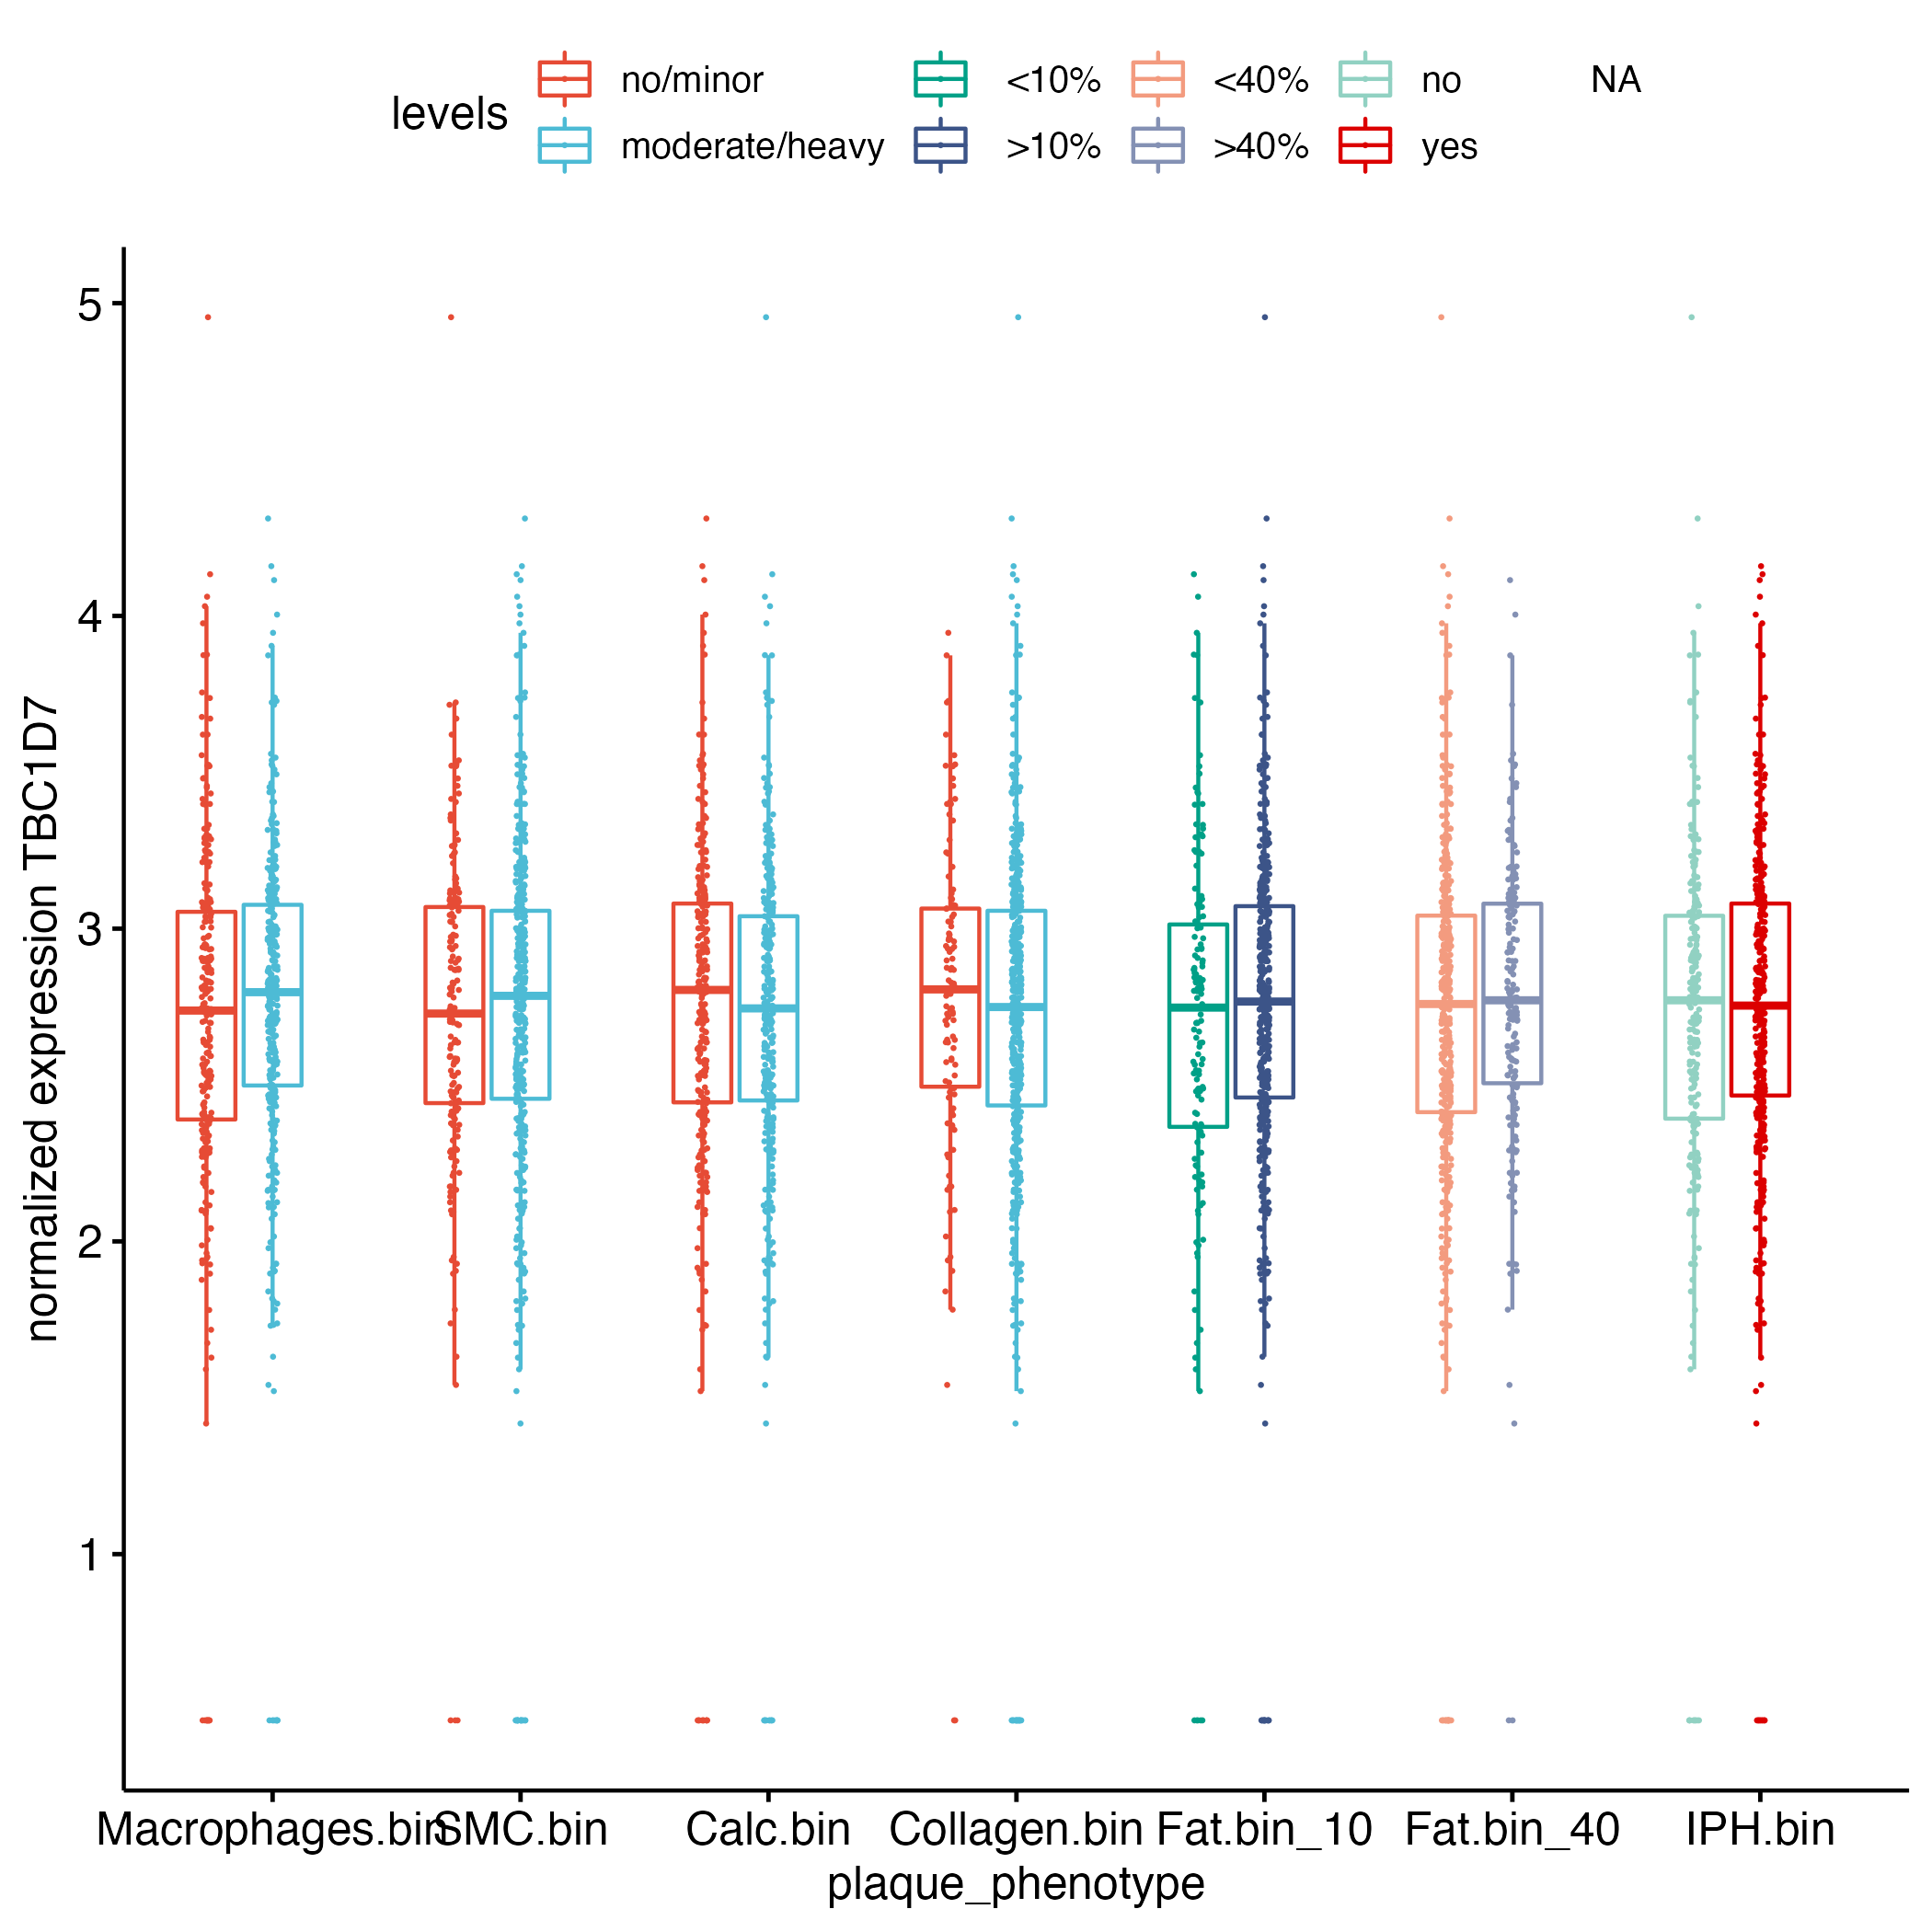 levels
no/minor <10% <40% no NA
moderate/heavy >10% >40% yes
normalized expression TBC1D7
5
4
3
2
1
Macrophages.bin SMC.bin Calc.bin Collagen.bin Fat.bin_10 Fat.bin_40 IPH.bin
plaque_phenotype